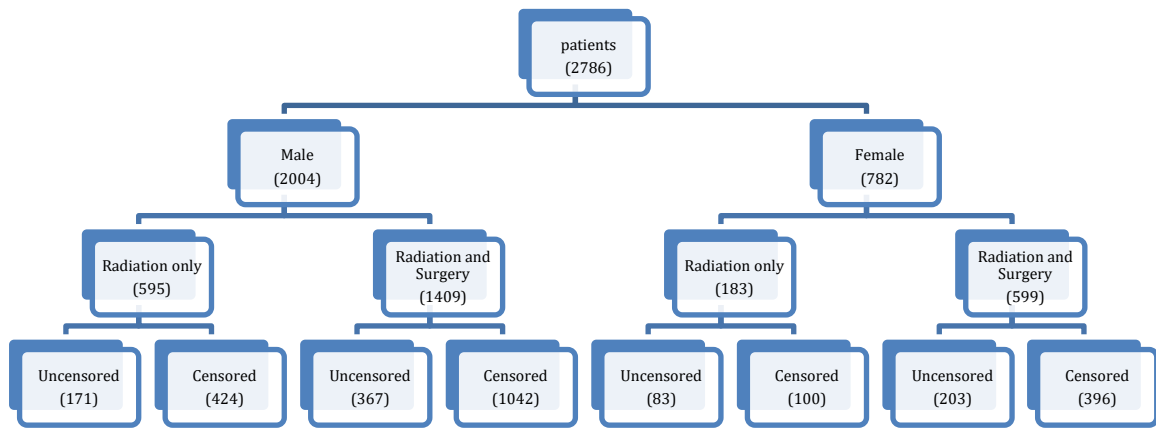 patients
(2786)
Male
(2004)
Female
(782)
Radiation only
(595)
Radiation and
Surgery
(1409)
Radiation only
(183)
Radiation and
Surgery
(599)
Uncensored
(171)
Censored
(424)
Uncensored
(367)
Censored
(1042)
Uncensored
(83)
Censored
(100)
Uncensored
(203)
Censored
(396)